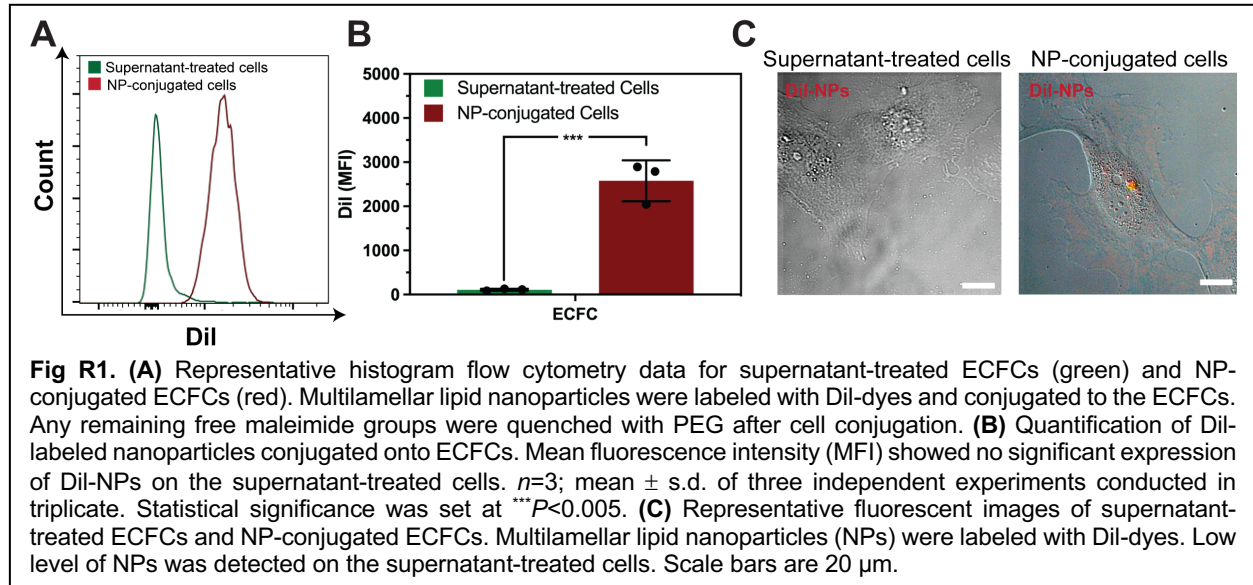 A
Supernatant-treated cells
NP-conjugated cells
Count
DiI
B
5000
4000
3000
2000
1000
0
DiI (MFI)
Supernatant-treated Cells
NP-conjugated Cells
***
ECFC
C
Supernatant-treated cells
NP-conjugated cells
DiI-NPs
DiI-NPs
Fig R1. (A) Representative histogram flow cytometry data for supernatant-treated ECFCs (green) and NP-
conjugated ECFCs (red). Multilamellar lipid nanoparticles were labeled with DiI-dyes and conjugated to the ECFCs.
Any remaining free maleimide groups were quenched with PEG after cell conjugation. (B) Quantification of DiI-
labeled nanoparticles conjugated onto ECFCs. Mean fluorescence intensity (MFI) showed no significant expression
of DiI-NPs on the supernatant-treated cells. n=3; mean ± s.d. of three independent experiments conducted in
triplicate. Statistical significance was set at ***P<0.005. (C) Representative fluorescent images of supernatant-
treated ECFCs and NP-conjugated ECFCs. Multilamellar lipid nanoparticles (NPs) were labeled with DiI-dyes. Low
level of NPs was detected on the supernatant-treated cells. Scale bars are 20 μm.